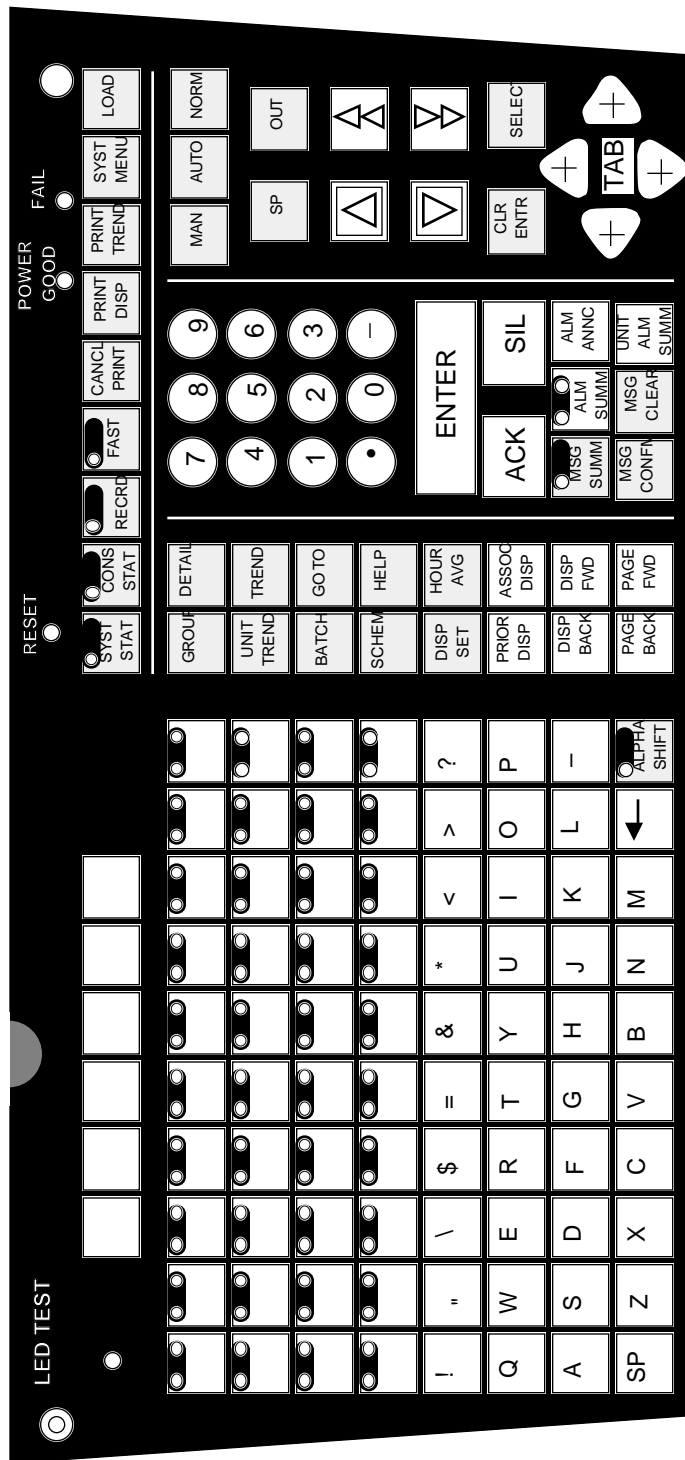 LED TEST
RESET
POWER
GOOD
FAIL
SYST
STAT
CONS
STAT
RECRD
FAST
CANCL
PRINT
PRINT
DISP
PRINT
TREND
SYST
MENU
LOAD
GROUP
DETAIL
7 8 9
MAN
AUTO
NORM
UNIT
TREND
TREND
4 5 6
SP
OUT
BATCH
GO TO
1 2 3
SCHEM
HELP
• 0 –
! " \ $ = & * < > ?
DISP
SET
HOUR
AVG
ENTER
Q W E R T Y U I O P
PRIOR
DISP
ASSOC
DISP
ACK
SIL
CLR
ENTR
SELECT
A S D F G H J K L –
DISP
BACK
DISP
FWD
MSG
SUMM
ALM
SUMM
ALM
ANNC
TAB
SP Z X C V B N M ←
ALPHA
SHIFT
PAGE
BACK
PAGE
FWD
MSG
CONFM
MSG
CLEAR
UNIT
ALM
SUMM